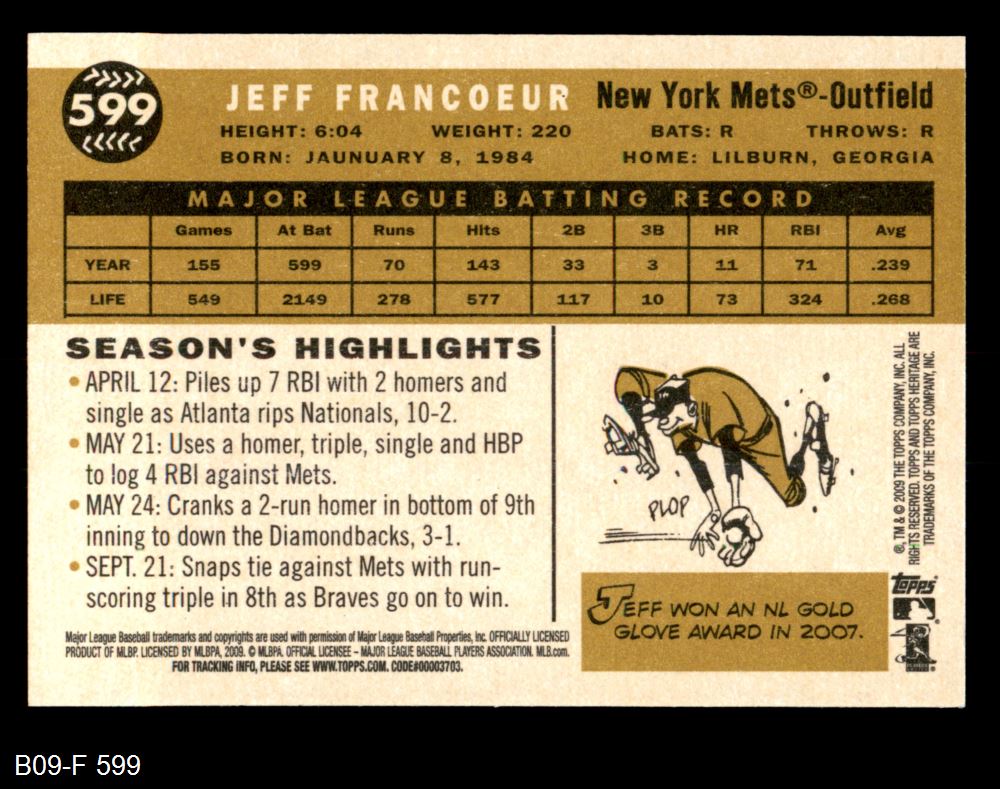 599
JEFF FRANCOEUR New York Mets®-Outfield
HEIGHT: 6:04 WEIGHT: 220 BATS: R THROWS: R
BORN: JAUNUARY 8, 1984 HOME: LILBURN, GEORGIA
MAJOR LEAGUE BATTING RECORD
Games At Bat Runs Hits 2B 3B HR RBI Avg
YEAR 155 599 70 143 33 3 11 71 .239
LIFE 549 2149 278 577 117 10 73 324 .268
SEASON'S HIGHLIGHTS
• APRIL 12: Piles up 7 RBI with 2 homers and
single as Atlanta rips Nationals, 10-2.
• MAY 21: Uses a homer, triple, single and HBP
to log 4 RBI against Mets.
• MAY 24: Cranks a 2-run homer in bottom of 9th
inning to down the Diamondbacks, 3-1.
• SEPT. 21: Snaps tie against Mets with run-
scoring triple in 8th as Braves go on to win.
Major League Baseball trademarks and copyrights are used with permission of Major League Baseball Properties, Inc. OFFICIALLY LICENSED
PRODUCT OF MLBP. LICENSED BY MLBPA, 2009. © MLBPA. OFFICIAL LICENSEE – MAJOR LEAGUE BASEBALL PLAYERS ASSOCIATION. MLB.com.
FOR TRACKING INFO, PLEASE SEE WWW.TOPPS.COM. CODE#00003703.
PLOP
JEFF WON AN NL GOLD
GLOVE AWARD IN 2007.
®, TM & © 2009 THE TOPPS COMPANY, INC. ALL
RIGHTS RESERVED. TOPPS AND TOPPS HERITAGE ARE
TRADEMARKS OF THE TOPPS COMPANY, INC.
topps
B09-F 599